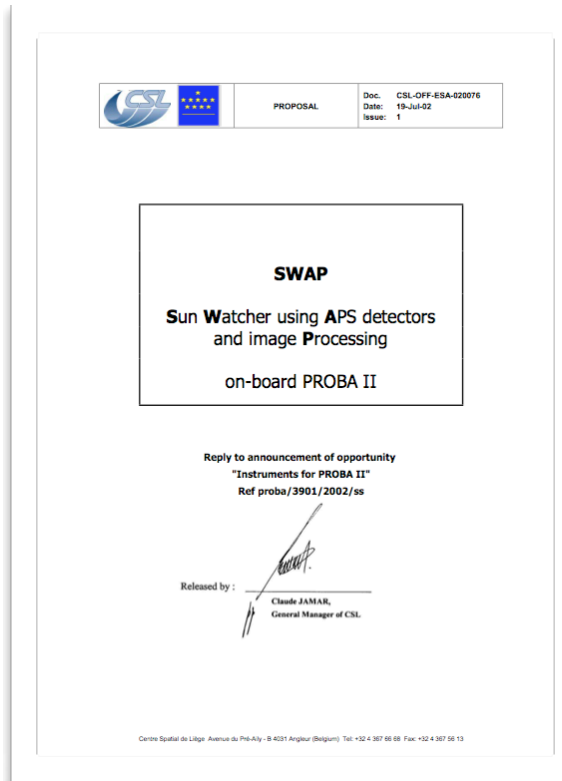 CSL
PROPOSAL
Doc. CSL-OFF-ESA-020076
Date: 19-Jul-02
Issue: 1
SWAP
Sun Watcher using APS detectors
and image Processing
on-board PROBA II
Reply to announcement of opportunity
"Instruments for PROBA II"
Ref proba/3901/2002/ss
Released by :
Claude JAMAR,
General Manager of CSL
Centre Spatial de Liège Avenue du Pré-Aily - B 4031 Angleur (Belgium) Tel: +32 4 367 66 68 Fax: +32 4 367 56 13